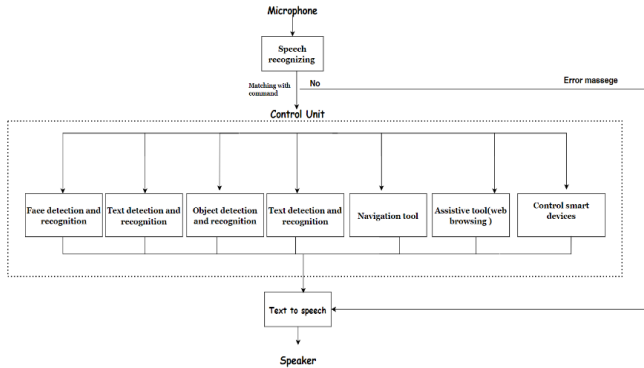 Microphone
Speech
recognizing
Matching with
command
No
Error massege
Control Unit
Face detection and
recognition
Text detection and
recognition
Object detection
and recognition
Text detection and
recognition
Navigation tool
Assistive tool(web
browsing )
Control smart
devices
Text to speech
Speaker